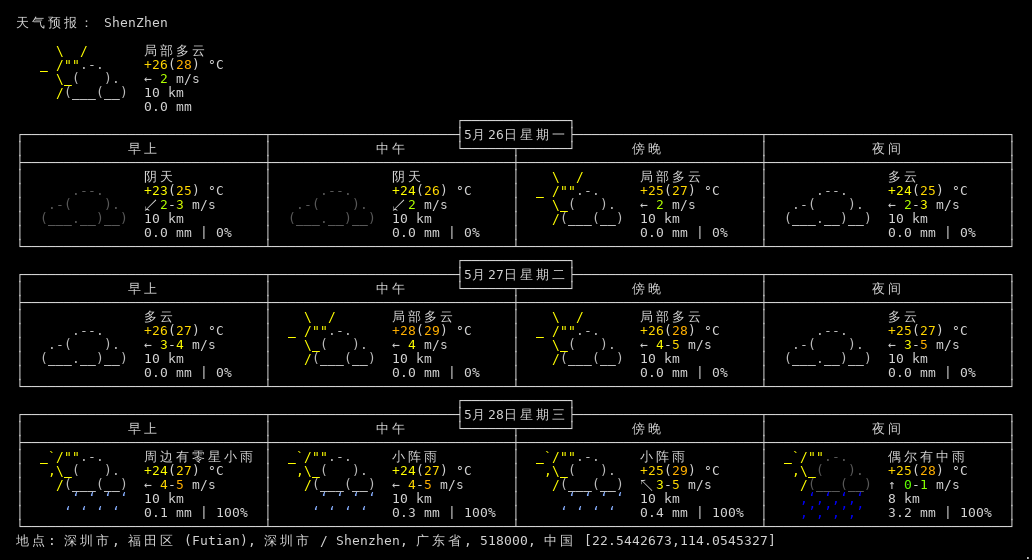 天气预报： ShenZhen
局部多云
+26(28) °C
← 2 m/s
10 km
0.0 mm
5月26日星期一
早上 中午 傍晚 夜间
阴天 阴天 局部多云 多云
+23(25) °C +24(26) °C +25(27) °C +24(25) °C
↙ 2-3 m/s ↙ 2 m/s ← 2 m/s ← 2-3 m/s
10 km 10 km 10 km 10 km
0.0 mm | 0% 0.0 mm | 0% 0.0 mm | 0% 0.0 mm | 0%
5月27日星期二
早上 中午 傍晚 夜间
多云 局部多云 局部多云 多云
+26(27) °C +28(29) °C +26(28) °C +25(27) °C
← 3-4 m/s ← 4 m/s ← 4-5 m/s ← 3-5 m/s
10 km 10 km 10 km 10 km
0.0 mm | 0% 0.0 mm | 0% 0.0 mm | 0% 0.0 mm | 0%
5月28日星期三
早上 中午 傍晚 夜间
周边有零星小雨 小阵雨 小阵雨 偶尔有中雨
+24(27) °C +24(27) °C +25(29) °C +25(28) °C
← 4-5 m/s ← 4-5 m/s ↖ 3-5 m/s ↑ 0-1 m/s
10 km 10 km 10 km 8 km
0.1 mm | 100% 0.3 mm | 100% 0.4 mm | 100% 3.2 mm | 100%
地点: 深圳市, 福田区 (Futian), 深圳市 / Shenzhen, 广东省, 518000, 中国 [22.5442673,114.0545327]